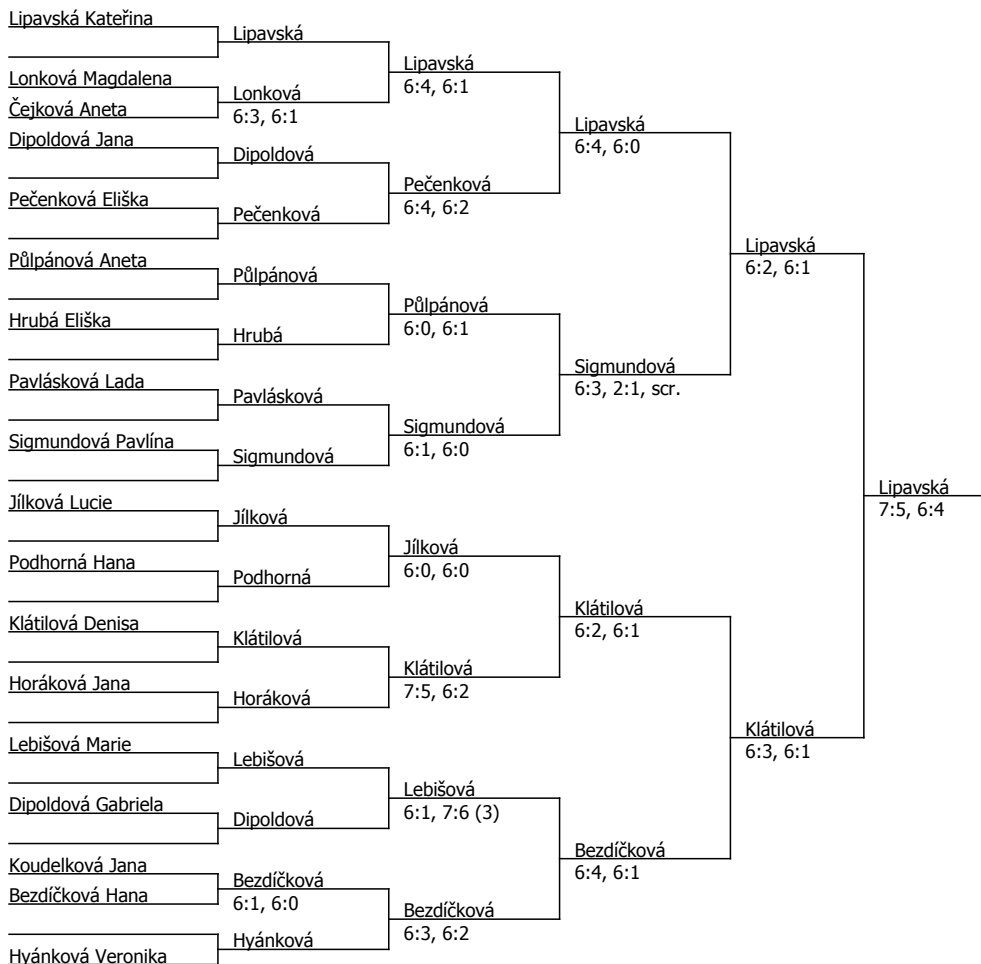 Lipavská Kateřina
Lonková Magdalena
Čejková Aneta
Dipoldová Jana
Pečenková Eliška
Půlpánová Aneta
Hrubá Eliška
Pavlásková Lada
Sigmundová Pavlína
Jílková Lucie
Podhorná Hana
Klátilová Denisa
Horáková Jana
Lebišová Marie
Dipoldová Gabriela
Koudelková Jana
Bezdíčková Hana
Hyánková Veronika
Lipavská
Lonková
6:3, 6:1
Dipoldová
Pečenková
Půlpánová
Hrubá
Pavlásková
Sigmundová
Jílková
Podhorná
Klátilová
Horáková
Lebišová
Dipoldová
Bezdíčková
6:1, 6:0
Hyánková
Lipavská
6:4, 6:1
Pečenková
6:4, 6:2
Půlpánová
6:0, 6:1
Sigmundová
6:1, 6:0
Jílková
6:0, 6:0
Klátilová
7:5, 6:2
Lebišová
6:1, 7:6 (3)
Bezdíčková
6:3, 6:2
Lipavská
6:4, 6:0
Sigmundová
6:3, 2:1, scr.
Klátilová
6:2, 6:1
Bezdíčková
6:4, 6:1
Lipavská
6:2, 6:1
Klátilová
6:3, 6:1
Lipavská
7:5, 6:4